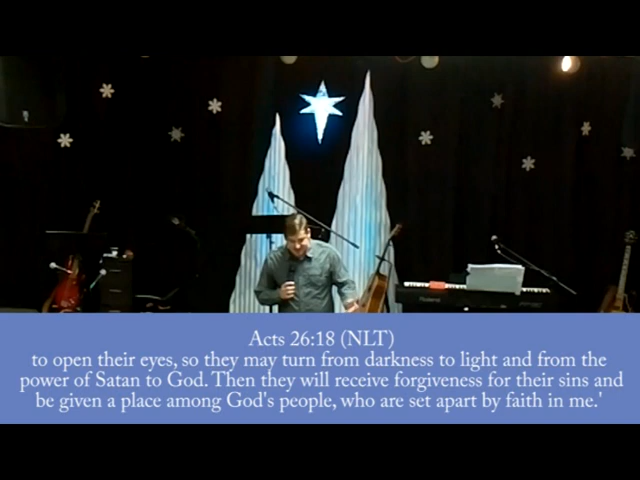 Acts 26:18 (NLT)
to open their eyes, so they may turn from darkness to light and from the
power of Satan to God. Then they will receive forgiveness for their sins and
be given a place among God's people, who are set apart by faith in me.'
Roland